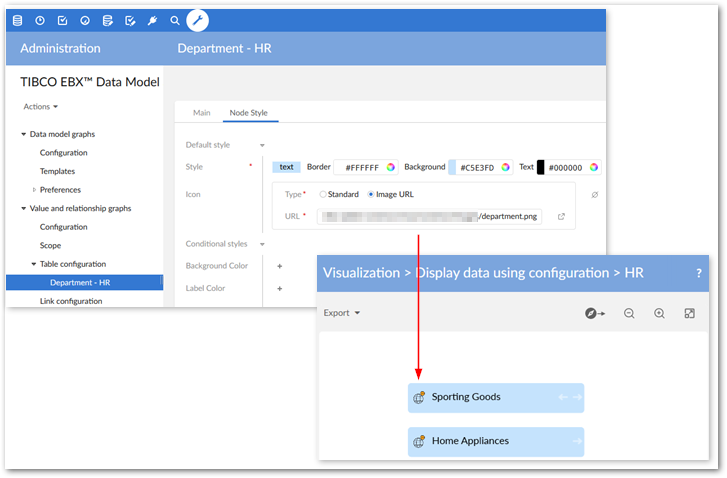 Administration
Department - HR
TIBCO EBX™ Data Model
Actions
Main
Node Style
Data model graphs
Configuration
Templates
Preferences
Value and relationship graphs
Configuration
Scope
Table configuration
Department - HR
Link configuration
Default style
Style * text Border #FFFFFF Background #C5E3FD Text #000000
Icon
Type * Standard Image URL
URL * /department.png
Conditional styles
Background Color +
Label Color +
Visualization > Display data using configuration > HR ?
Export
Sporting Goods
Home Appliances